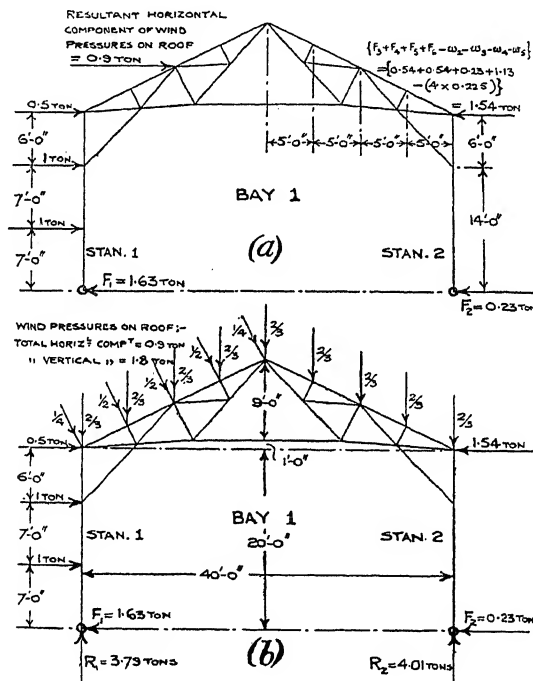 RESULTANT HORIZONTAL
COMPONENT OF WIND
PRESSURES ON ROOF
= 0.9 TON
{F3+F4+F5+F6-ω2-ω3-ω4-ω5}
={0.54+0.54+0.23+1.13
-(4×0.225)}
= 1.54 TON
0.5 TON
6'-0"
1 TON
7'-0"
1 TON
7'-0"
5'-0" 5'-0" 5'-0" 5'-0"
6'-0"
14'-0"
BAY 1
STAN. 1
(a)
STAN. 2
F1=1.63 TON
F2=0.23 TON
WIND PRESSURES ON ROOF;-
TOTAL HORIZL COMPT= 0.9 TON
" VERTICAL " = 1.8 TON
1/4 2/3 1/2 2/3 1/2 2/3 1/2 2/3 1/4 2/3 2/3 2/3 2/3 2/3
9'-0"
1'-0"
0.5 TON
1.54 TON
6'-0"
1 TON
7'-0"
1 TON
7'-0"
STAN. 1
BAY 1
20'-0"
STAN. 2
40'-0"
F1=1.63 TON
F2=0.23 TON
(b)
R1=3.79 TONS
R2=4.01 TONS